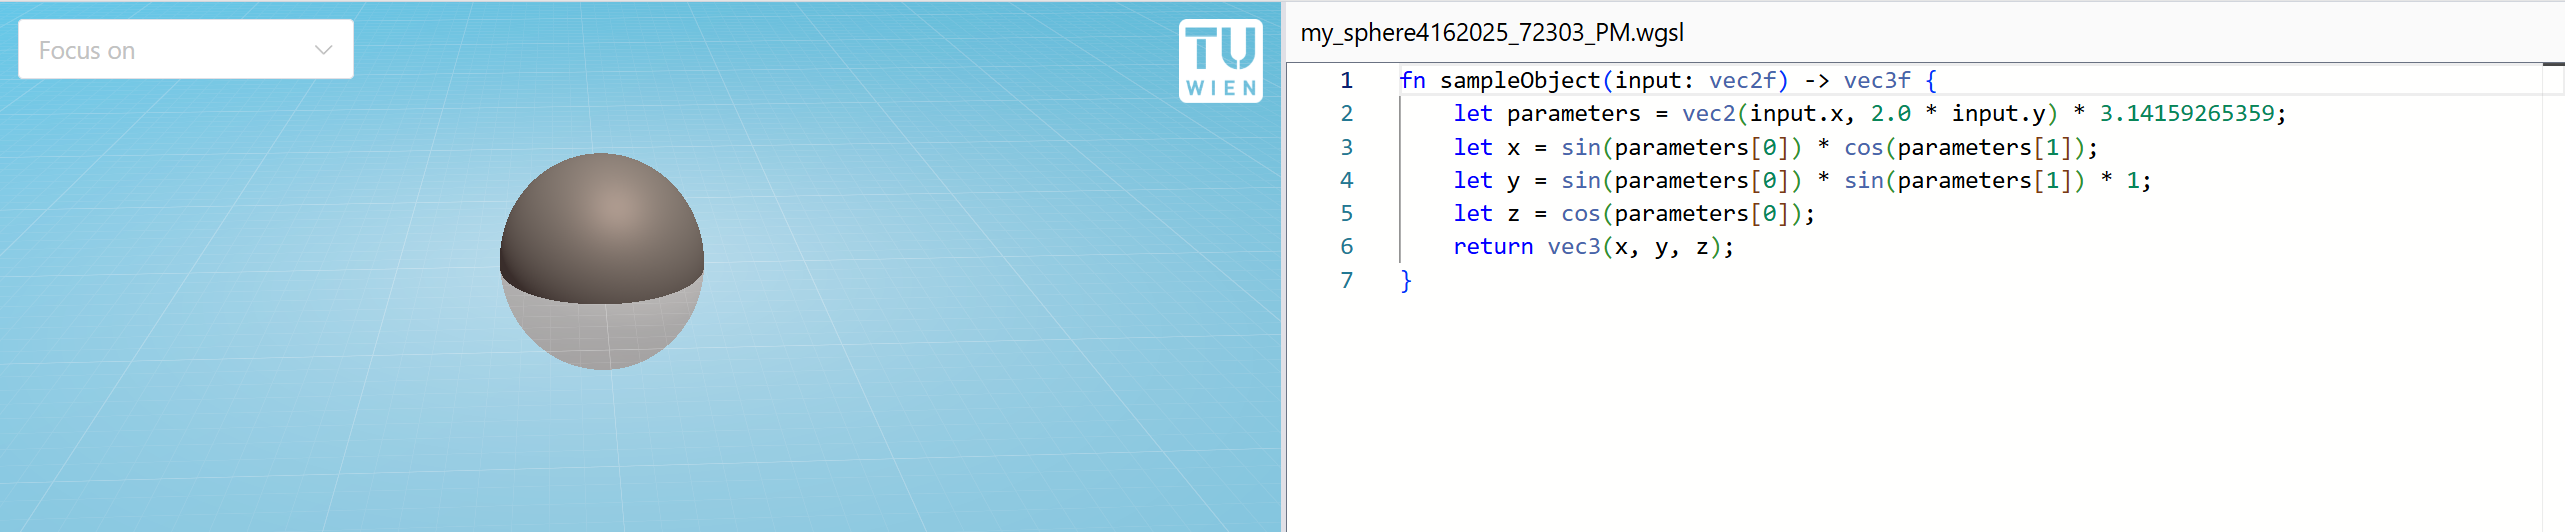 Focus on
TU
WIEN
my_sphere4162025_72303_PM.wgsl
1 fn sampleObject(input: vec2f) -> vec3f {
2     let parameters = vec2(input.x, 2.0 * input.y) * 3.14159265359;
3     let x = sin(parameters[0]) * cos(parameters[1]);
4     let y = sin(parameters[0]) * sin(parameters[1]) * 1;
5     let z = cos(parameters[0]);
6     return vec3(x, y, z);
7 }